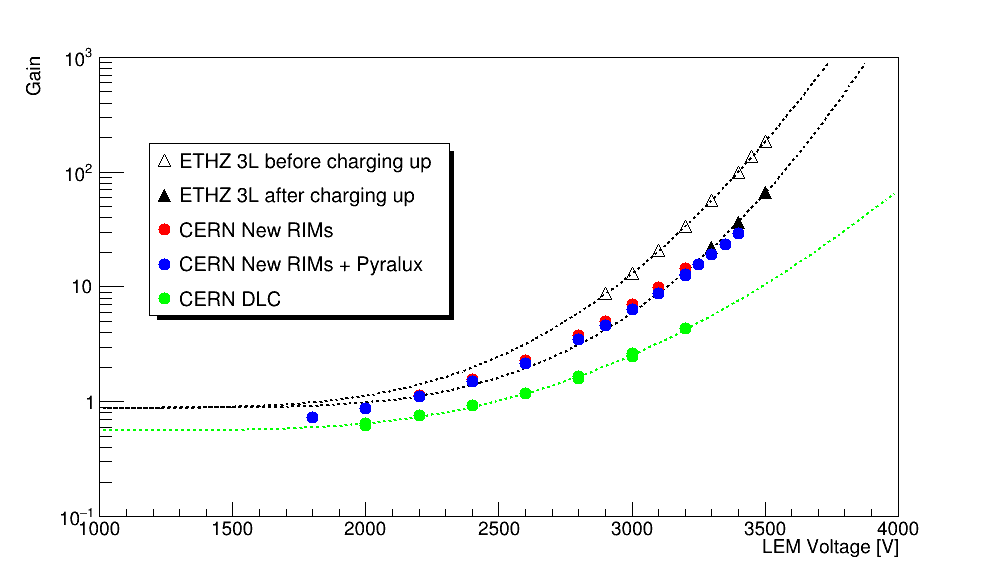 Gain
10³
10²
10
1
10⁻¹
ETHZ 3L before charging up
ETHZ 3L after charging up
CERN New RIMs
CERN New RIMs + Pyralux
CERN DLC
1000 1500 2000 2500 3000 3500 4000
LEM Voltage [V]